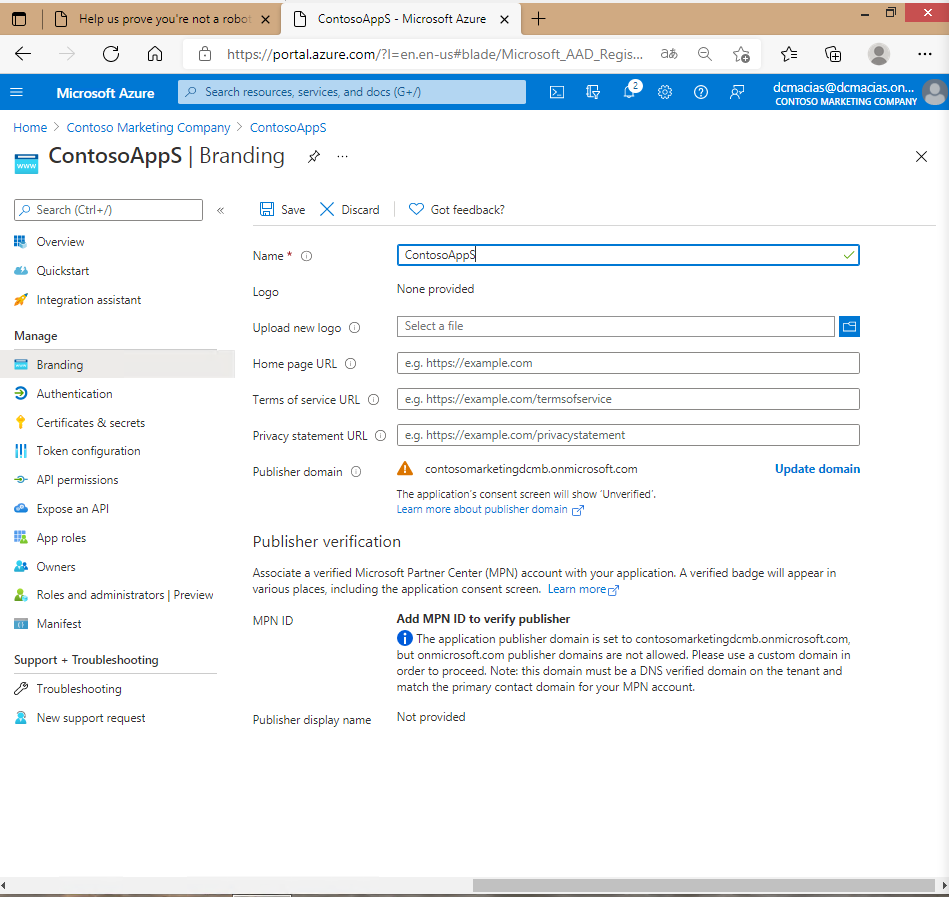 Help us prove you're not a robot
ContosoAppS - Microsoft Azure
https://portal.azure.com/?l=en.en-us#blade/Microsoft_AAD_Regis...
Microsoft Azure
Search resources, services, and docs (G+/)
2
dcmacias@dcmacias.on...
CONTOSO MARKETING COMPANY
Home > Contoso Marketing Company > ContosoAppS
www
ContosoAppS | Branding
Search (Ctrl+/)
Save
Discard
Got feedback?
Overview
Quickstart
Integration assistant
Manage
Branding
Authentication
Certificates & secrets
Token configuration
API permissions
Expose an API
App roles
Owners
Roles and administrators | Preview
Manifest
Support + Troubleshooting
Troubleshooting
New support request
Name *
ContosoAppS
Logo
None provided
Upload new logo
Select a file
Home page URL
e.g. https://example.com
Terms of service URL
e.g. https://example.com/termsofservice
Privacy statement URL
e.g. https://example.com/privacystatement
Publisher domain
contosomarketingdcmb.onmicrosoft.com
Update domain
The application's consent screen will show 'Unverified'.
Learn more about publisher domain
Publisher verification
Associate a verified Microsoft Partner Center (MPN) account with your application. A verified badge will appear in
various places, including the application consent screen. Learn more
MPN ID
Add MPN ID to verify publisher
The application publisher domain is set to contosomarketingdcmb.onmicrosoft.com,
but onmicrosoft.com publisher domains are not allowed. Please use a custom domain in
order to proceed. Note: this domain must be a DNS verified domain on the tenant and
match the primary contact domain for your MPN account.
Publisher display name
Not provided